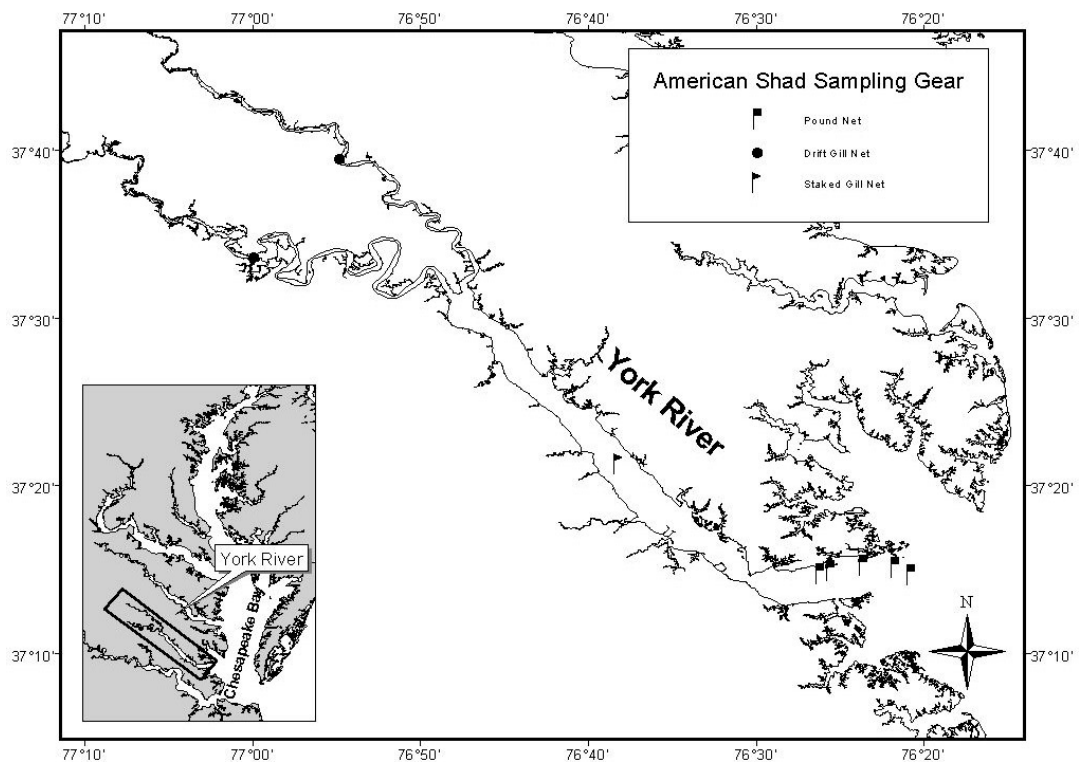 77°10' 77°00' 76°50' 76°40' 76°30' 76°20'
American Shad Sampling Gear
Pound Net
Drift Gill Net
Staked Gill Net
37°40' 37°40'
37°30' 37°30'
York River
37°20' 37°20'
York River
Chesapeake Bay
N
37°10' 37°10'
77°10' 77°00' 76°50' 76°40' 76°30' 76°20'